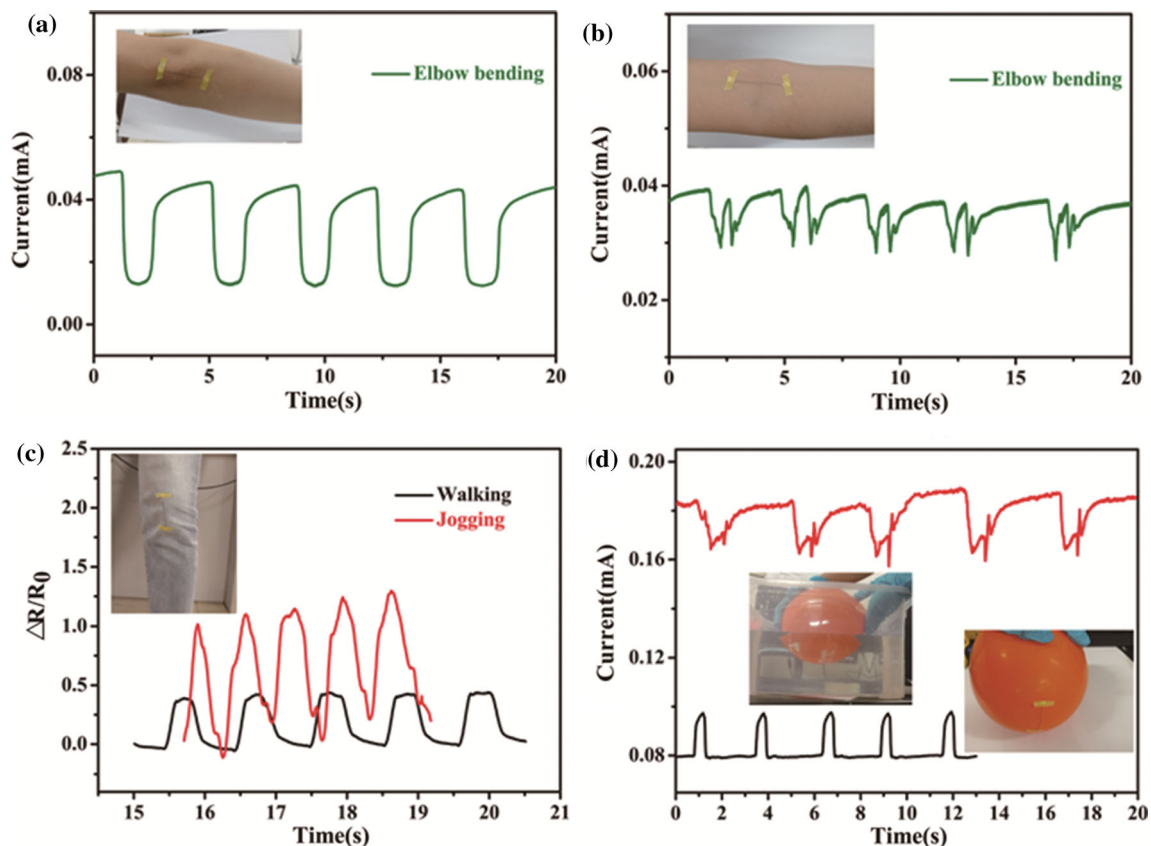 (a)
Elbow bending
Current(mA)
0.08
0.04
0.00
0
5
10
15
20
Time(s)
(b)
Elbow bending
Current(mA)
0.06
0.04
0.02
0
5
10
15
20
Time(s)
(c)
Walking
Jogging
ΔR/R0
2.5
2.0
1.5
1.0
0.5
0.0
15
16
17
18
19
20
21
Time(s)
(d)
Current(mA)
0.20
0.16
0.12
0.08
0
2
4
6
8
10
12
14
16
18
20
Time(s)